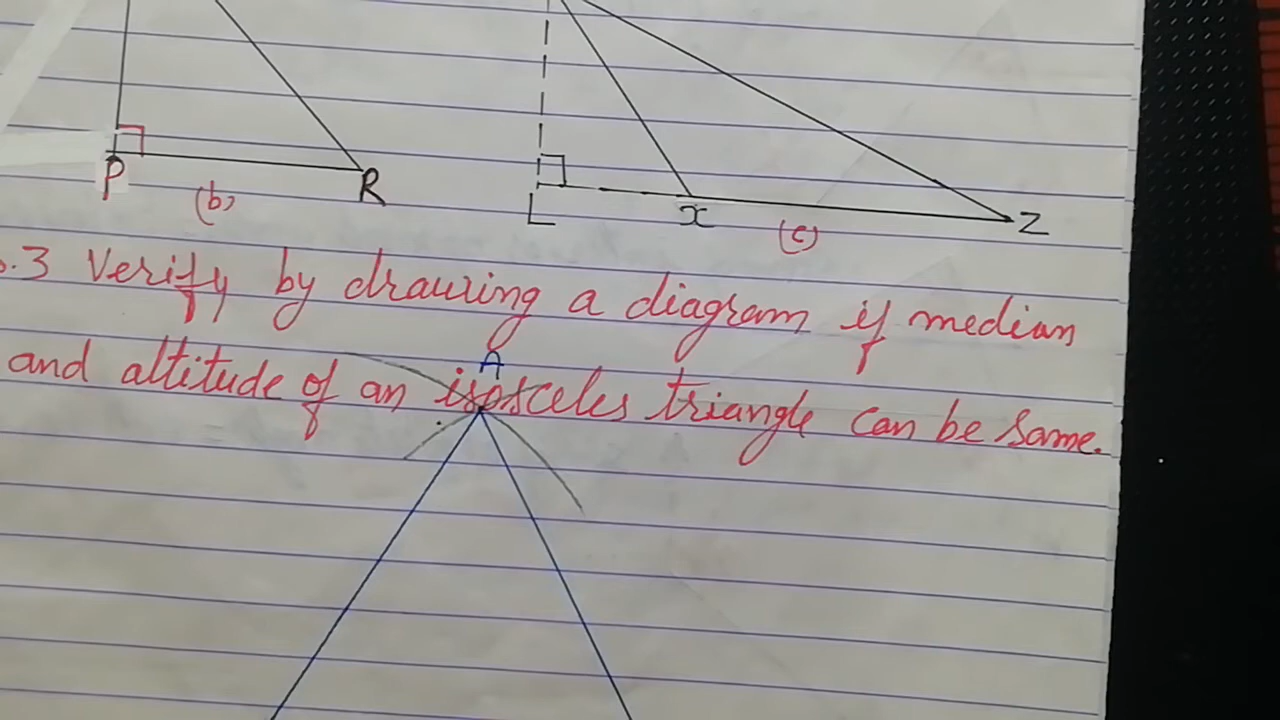 P R
L x Z
(b) (c)
.3 Verify by drawing a diagram if median
A
and altitude of an isosceles triangle can be same.